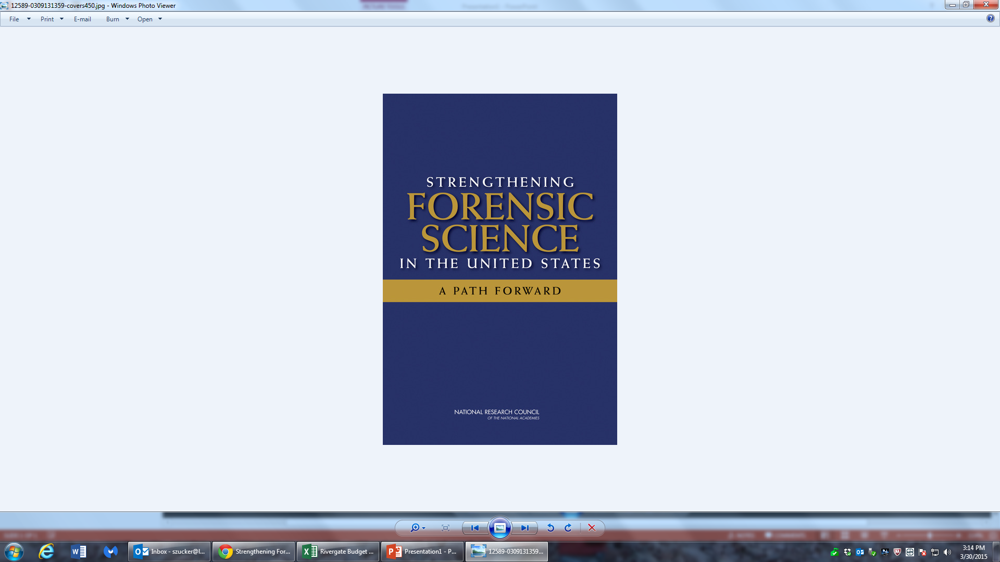 12589-0309131359-covers450.jpg - Windows Photo Viewer
File Print E-mail Burn Open
STRENGTHENING
FORENSIC
SCIENCE
IN THE UNITED STATES
A PATH FORWARD
NATIONAL RESEARCH COUNCIL
OF THE NATIONAL ACADEMIES
Inbox - szucker@l... Strengthening For... Rivergate Budget ... Presentation1 - P... 12589-0309131359...
3:14 PM
3/30/2015